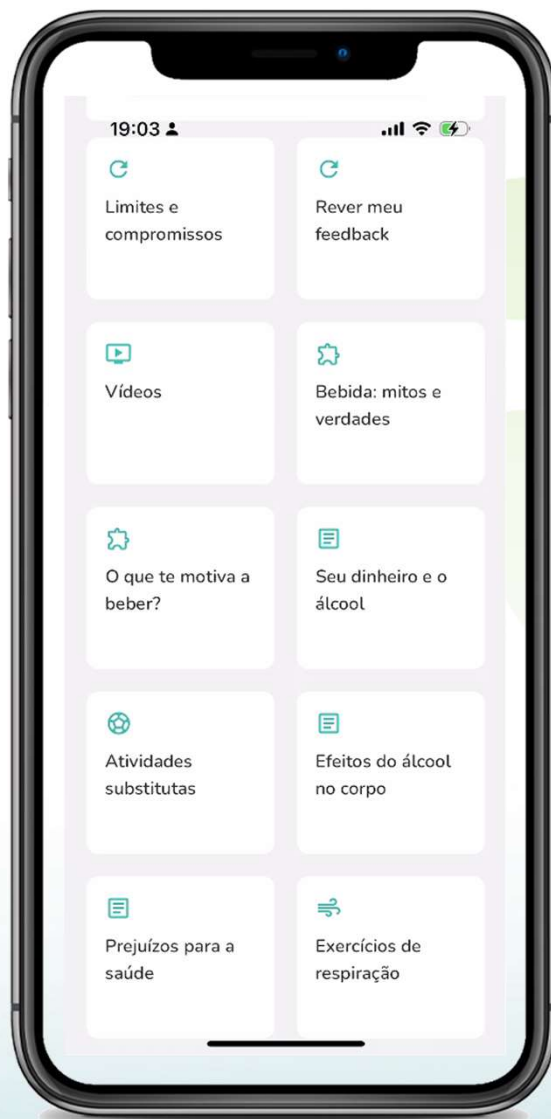 19:03
Limites e
compromissos
Rever meu
feedback
Vídeos
Bebida: mitos e
verdades
O que te motiva a
beber?
Seu dinheiro e o
álcool
Atividades
substitutas
Efeitos do álcool
no corpo
Prejuízos para a
saúde
Exercícios de
respiração